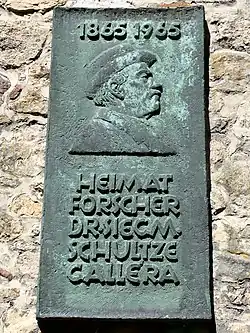 1865 1965
HEIMAT
FORSCHER
DR·SIEGM·
SCHULTZE
GALLERA